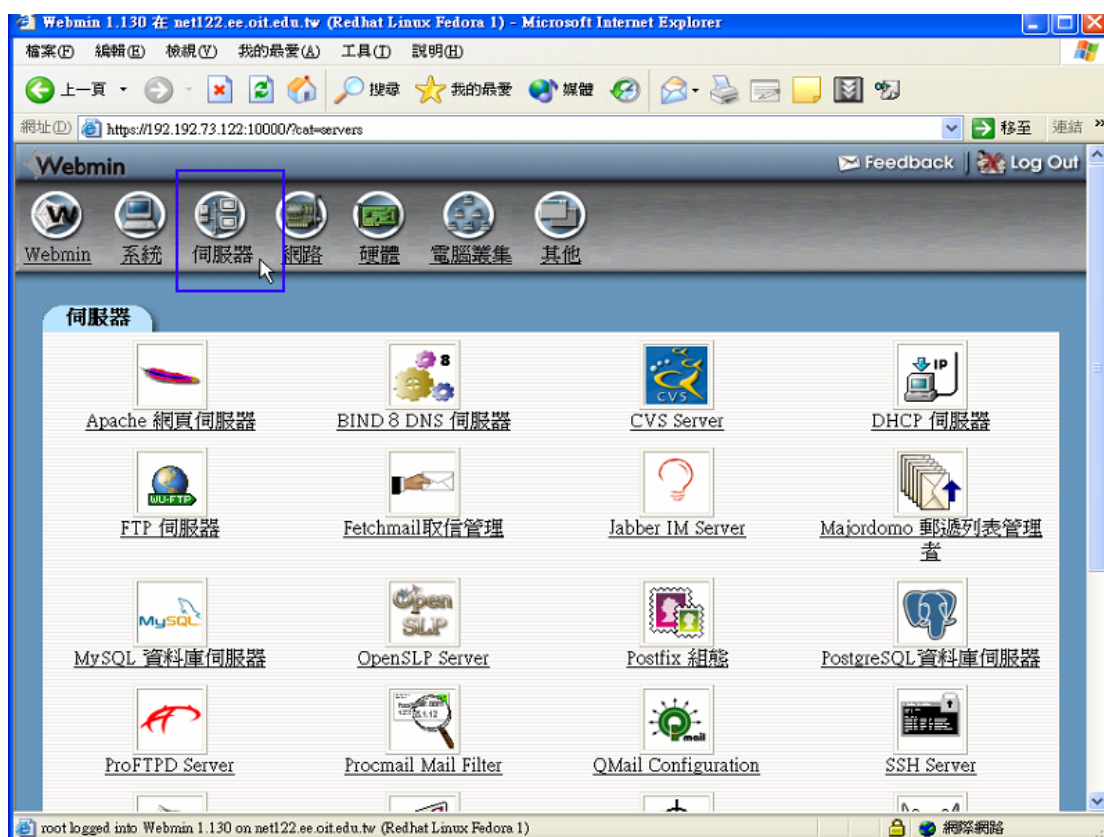 Webmin 1.130 在 net122.ee.oit.edu.tw (Redhat Linux Fedora 1) - Microsoft Internet Explorer
檔案(F) 編輯(E) 檢視(V) 我的最愛(A) 工具(T) 說明(H)
上一頁 搜尋 我的最愛 媒體
網址(D) https://192.192.73.122:10000/?cat=servers 移至 連結 »
Webmin Feedback Log Out
Webmin 系統 伺服器 網路 硬體 電腦叢集 其他
伺服器
8 CVS IP
Apache 網頁伺服器 BIND 8 DNS 伺服器 CVS Server DHCP 伺服器
WU-FTP
FTP 伺服器 Fetchmail取信管理 Jabber IM Server Majordomo 郵遞列表管理
者
MySQL Open SLP
MySQL 資料庫伺服器 OpenSLP Server Postfix 組態 PostgreSQL資料庫伺服器
Qmail
ProFTPD Server Procmail Mail Filter QMail Configuration SSH Server
root logged into Webmin 1.130 on net122.ee.oit.edu.tw (Redhat Linux Fedora 1) 網際網路